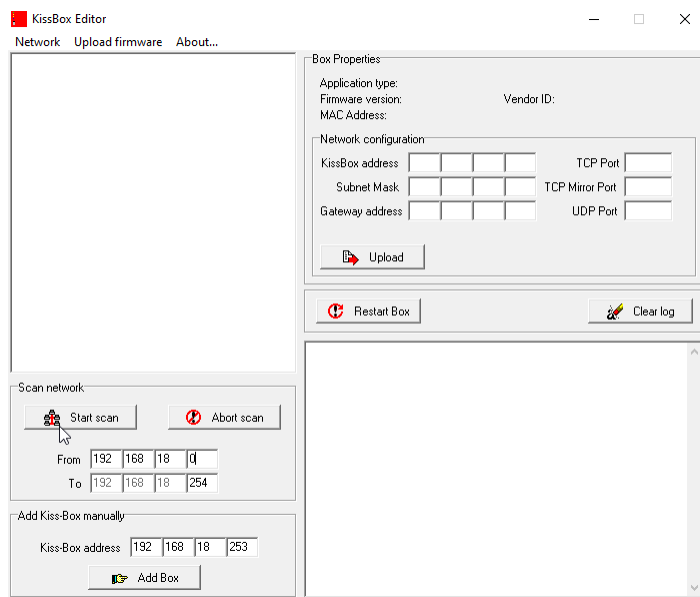 KissBox Editor
Network Upload firmware About...
Box Properties
Application type:
Firmware version: Vendor ID:
MAC Address:
Network configuration
KissBox address TCP Port
Subnet Mask TCP Mirror Port
Gateway address UDP Port
Upload
Restart Box Clear log
Scan network
Start scan Abort scan
From 192 168 18 0
To 192 168 18 254
Add Kiss-Box manually
Kiss-Box address 192 168 18 253
Add Box